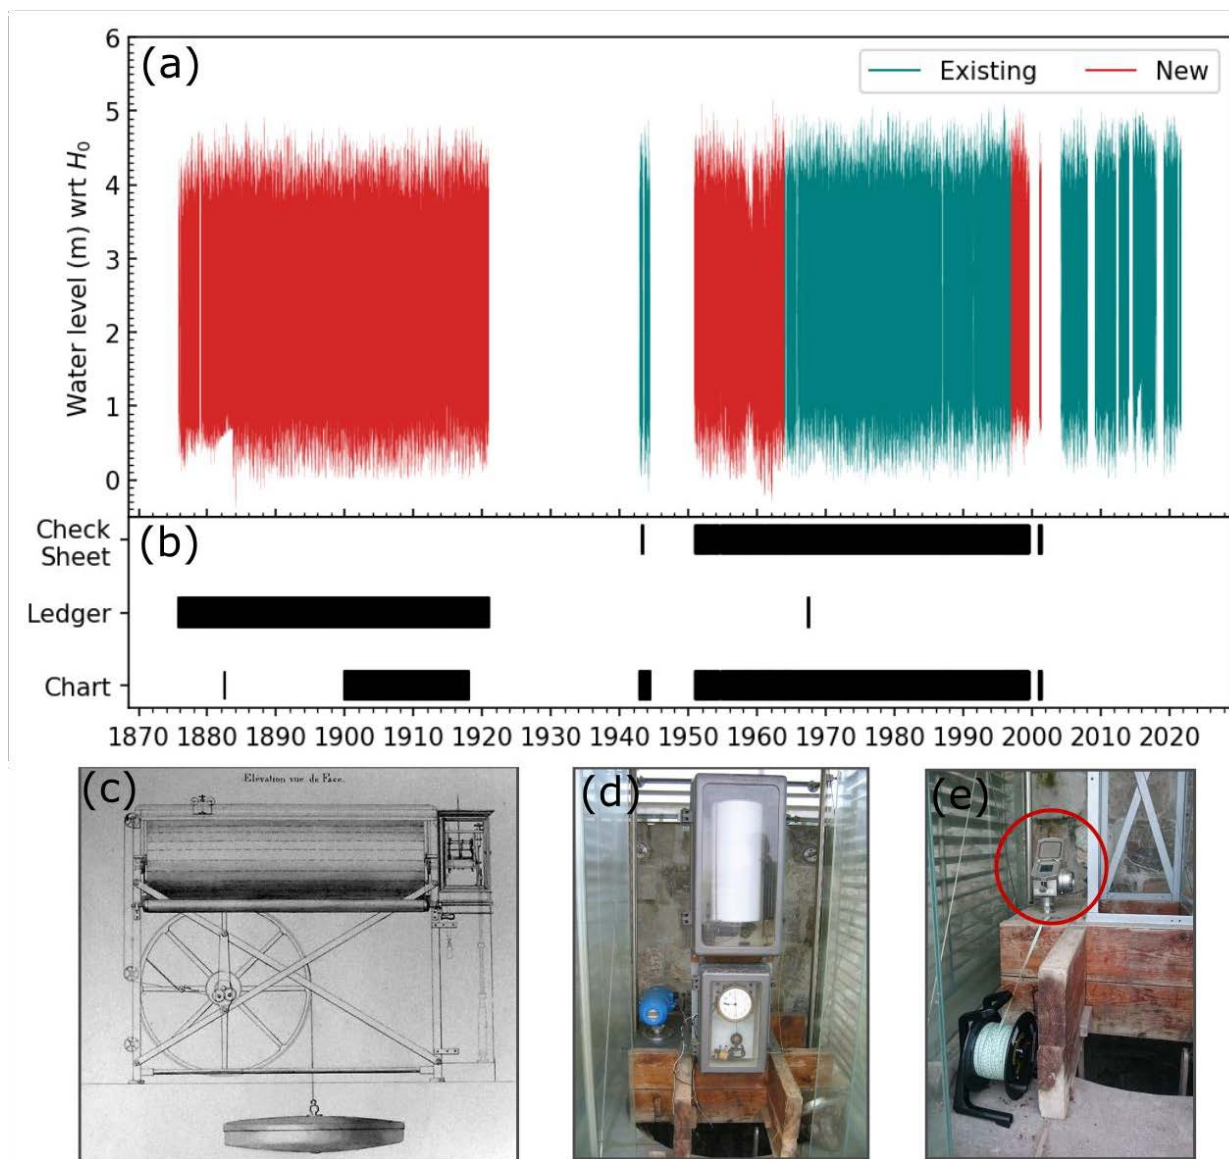 (a)
Existing
New
Water level (m) wrt H₀
6
5
4
3
2
1
0
(b)
Check
Sheet
Ledger
Chart
1870 1880 1890 1900 1910 1920 1930 1940 1950 1960 1970 1980 1990 2000 2010 2020
(c)
Elévation vue de Face.
(d)
(e)